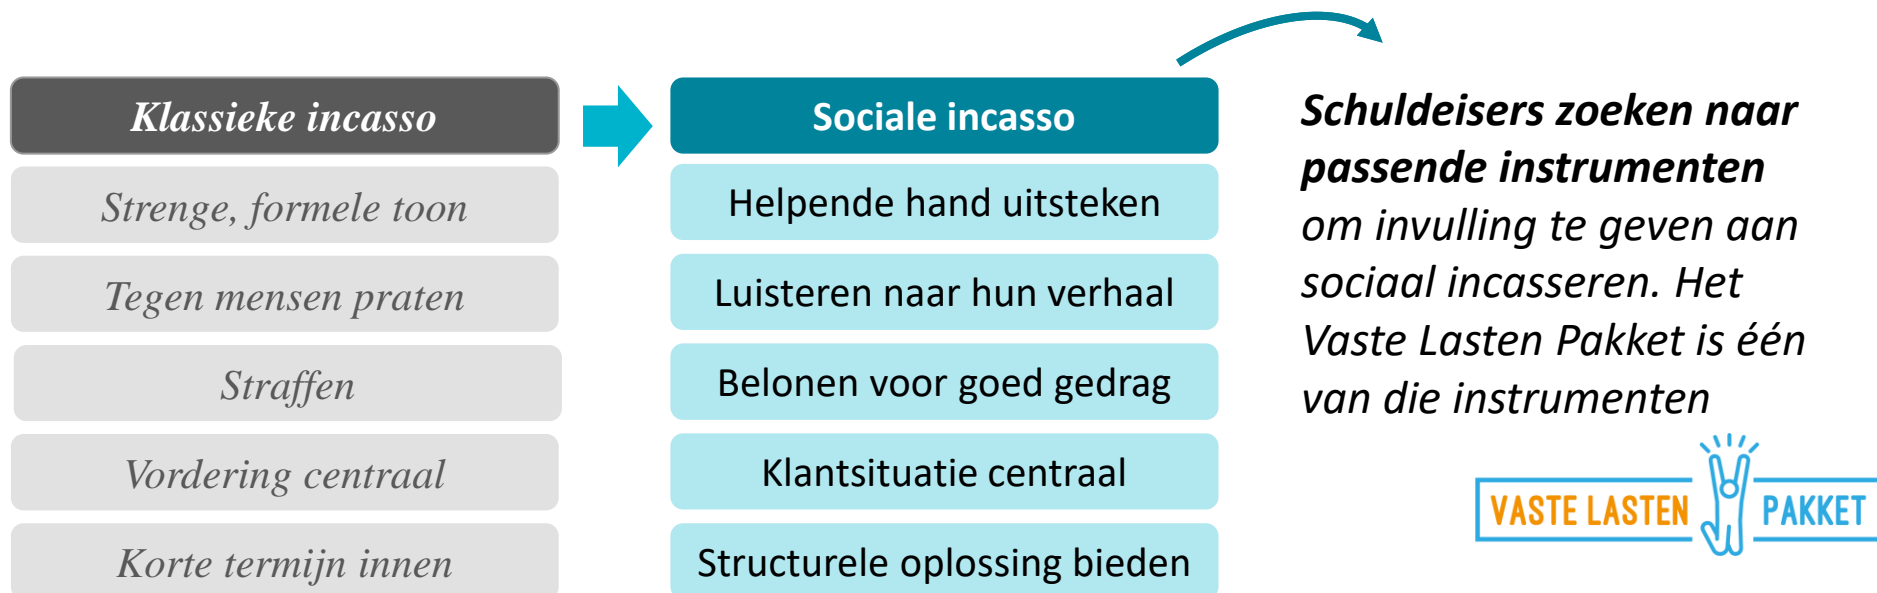 Klassieke incasso
Strenge, formele toon
Tegen mensen praten
Straffen
Vordering centraal
Korte termijn innen
Sociale incasso
Helpende hand uitsteken
Luisteren naar hun verhaal
Belonen voor goed gedrag
Klantsituatie centraal
Structurele oplossing bieden
Schuldeisers zoeken naar
passende instrumenten
om invulling te geven aan
sociaal incasseren. Het
Vaste Lasten Pakket is één
van die instrumenten
VASTE LASTEN PAKKET